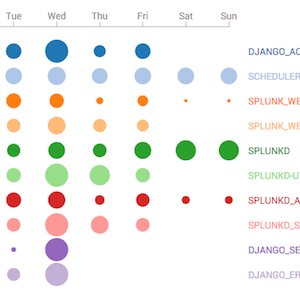 Tue Wed Thu Fri Sat Sun
DJANGO_AC
SCHEDULER
SPLUNK_WE
SPLUNK_WE
SPLUNKD
SPLUNKD-U
SPLUNKD_A
SPLUNKD_S
DJANGO_SE
DJANGO_ER